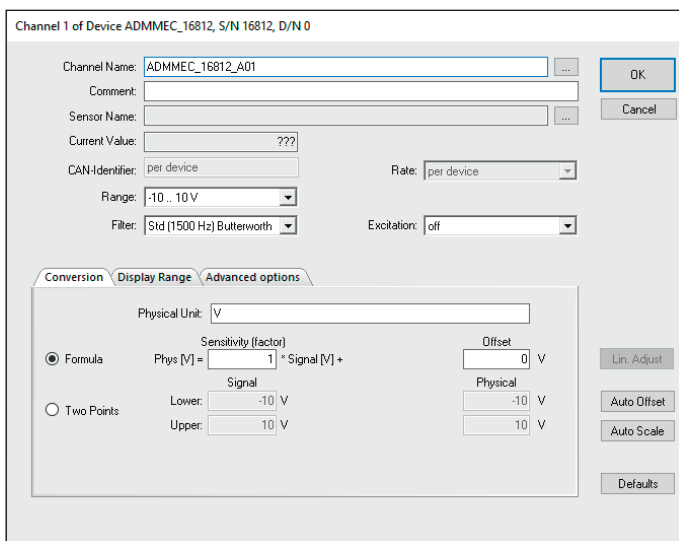 Channel 1 of Device ADMMEC_16812, S/N 16812, D/N 0
Channel Name: ADMMEC_16812_A01 ... OK
Comment: Cancel
Sensor Name: ...
Current Value: ???
CAN-Identifier: per device Rate: per device
Range: -10 .. 10 V
Filter: Std (1500 Hz) Butterworth Excitation: off
Conversion Display Range Advanced options
Physical Unit: V
Sensitivity (factor) Offset
Formula Phys [V] = 1 * Signal [V] + 0 V Lin. Adjust
Signal Physical
Two Points Lower: -10 V -10 V Auto Offset
Upper: 10 V 10 V Auto Scale
Defaults